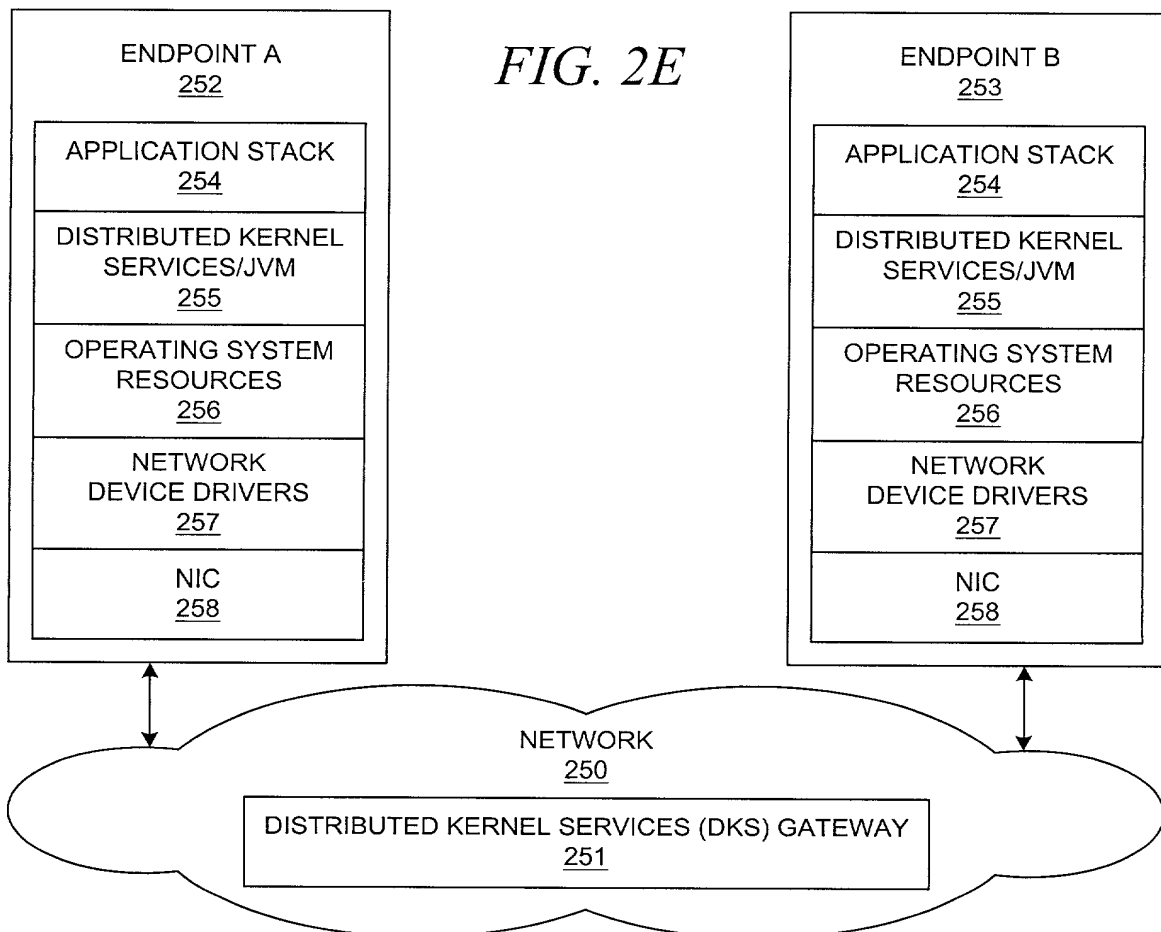 FIG. 2E
ENDPOINT A
252
APPLICATION STACK
254
DISTRIBUTED KERNEL
SERVICES/JVM
255
OPERATING SYSTEM
RESOURCES
256
NETWORK
DEVICE DRIVERS
257
NIC
258
ENDPOINT B
253
APPLICATION STACK
254
DISTRIBUTED KERNEL
SERVICES/JVM
255
OPERATING SYSTEM
RESOURCES
256
NETWORK
DEVICE DRIVERS
257
NIC
258
NETWORK
250
DISTRIBUTED KERNEL SERVICES (DKS) GATEWAY
251